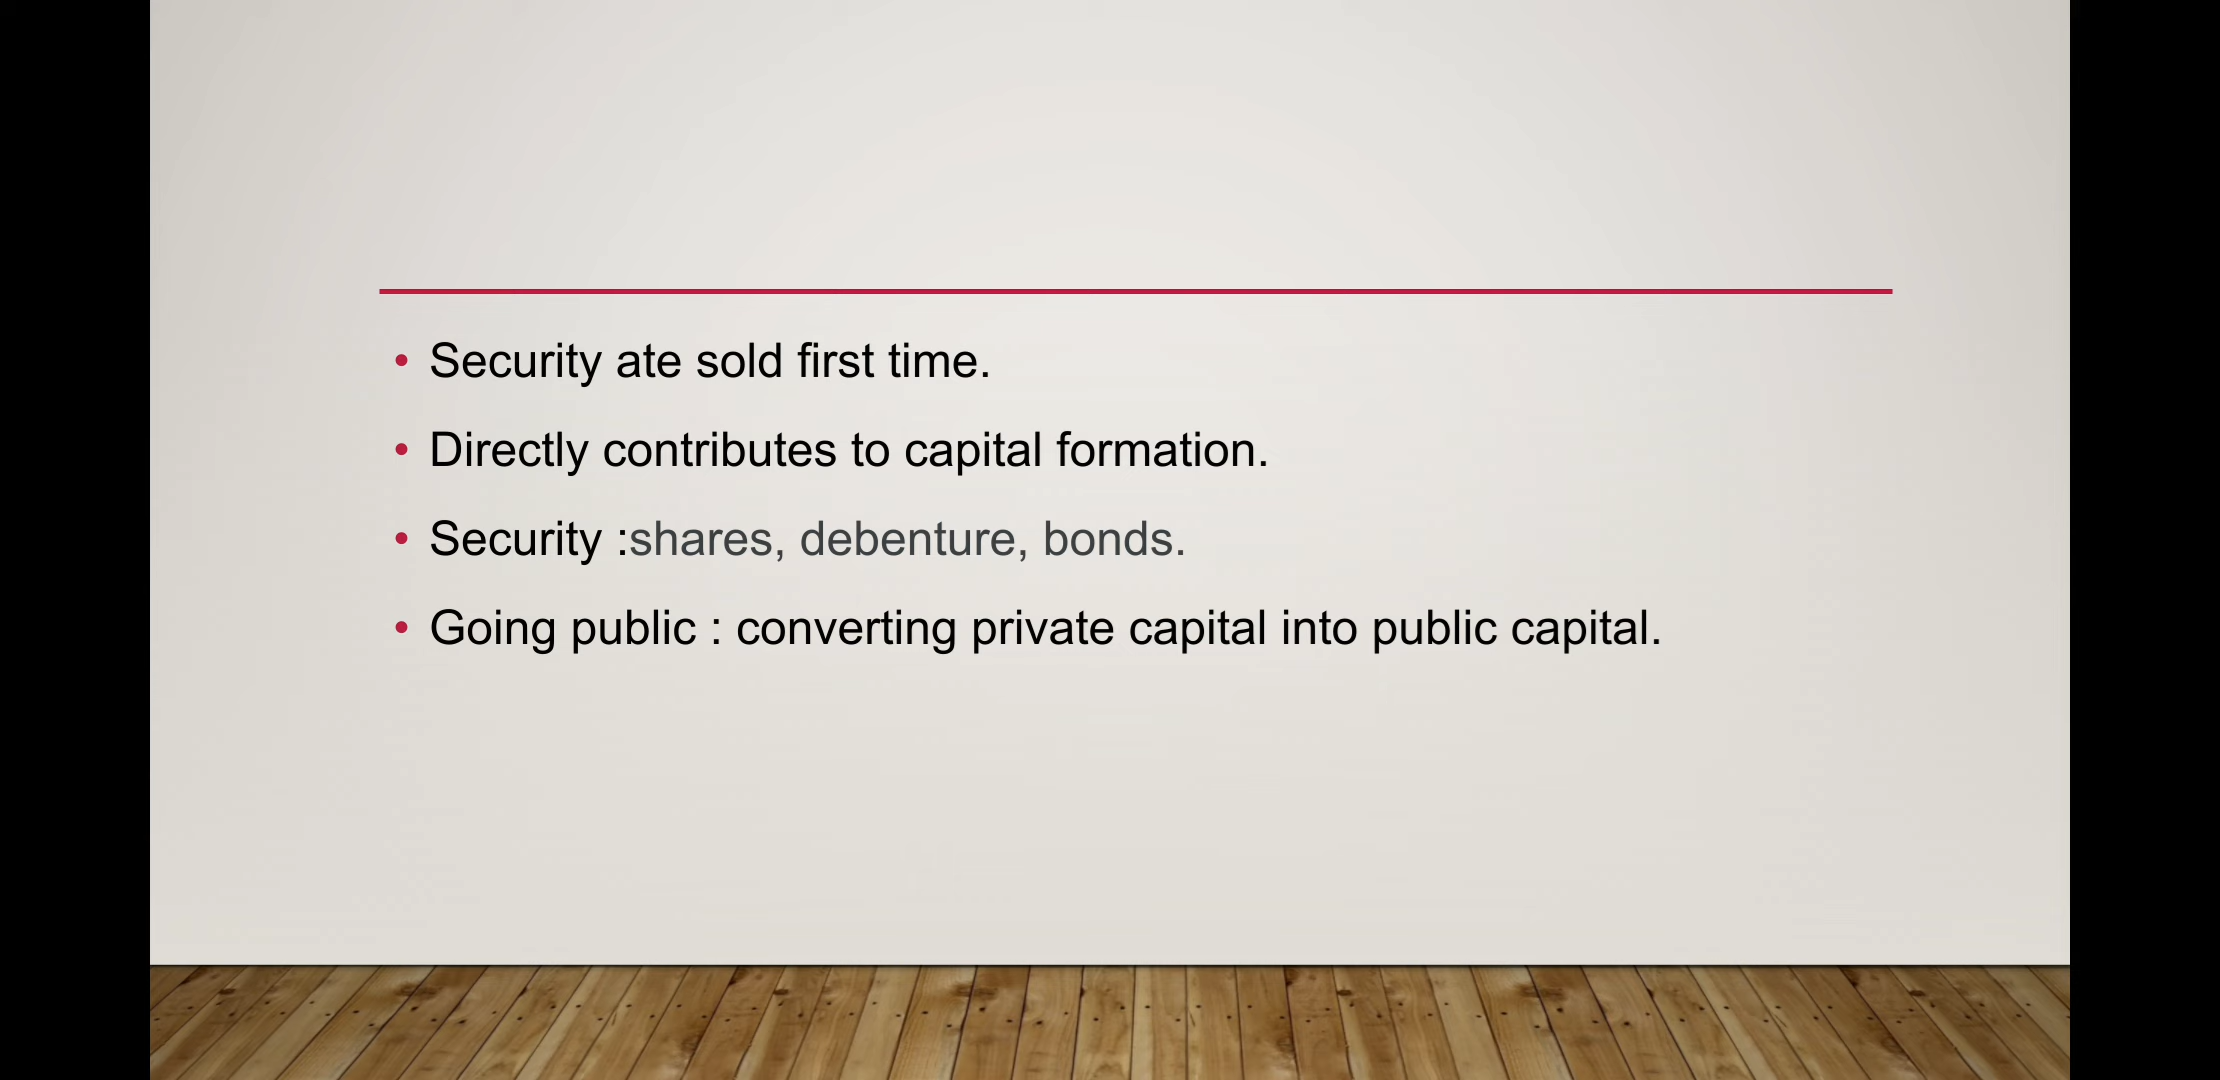 • Security ate sold first time.
• Directly contributes to capital formation.
• Security :shares, debenture, bonds.
• Going public : converting private capital into public capital.